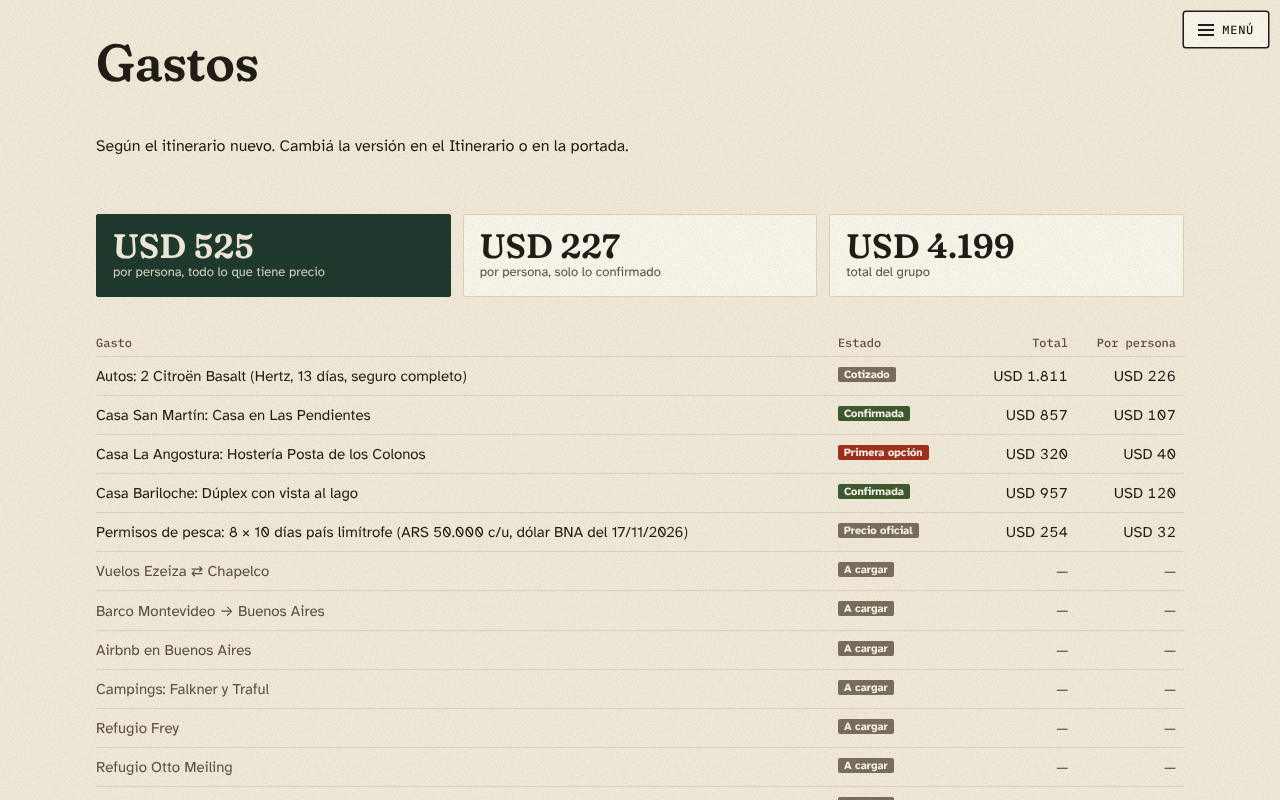 MENÚ
Gastos
Según el itinerario nuevo. Cambiá la versión en el Itinerario o en la portada.
USD 525
por persona, todo lo que tiene precio
USD 227
por persona, solo lo confirmado
USD 4.199
total del grupo
Gasto Estado Total Por persona
Autos: 2 Citroën Basalt (Hertz, 13 días, seguro completo) Cotizado USD 1.811 USD 226
Casa San Martín: Casa en Las Pendientes Confirmada USD 857 USD 107
Casa La Angostura: Hostería Posta de los Colonos Primera opción USD 320 USD 40
Casa Bariloche: Dúplex con vista al lago Confirmada USD 957 USD 120
Permisos de pesca: 8 × 10 días país limítrofe (ARS 50.000 c/u, dólar BNA del 17/11/2026) Precio oficial USD 254 USD 32
Vuelos Ezeiza ⇄ Chapelco A cargar — —
Barco Montevideo → Buenos Aires A cargar — —
Airbnb en Buenos Aires A cargar — —
Campings: Falkner y Traful A cargar — —
Refugio Frey A cargar — —
Refugio Otto Meiling A cargar — —